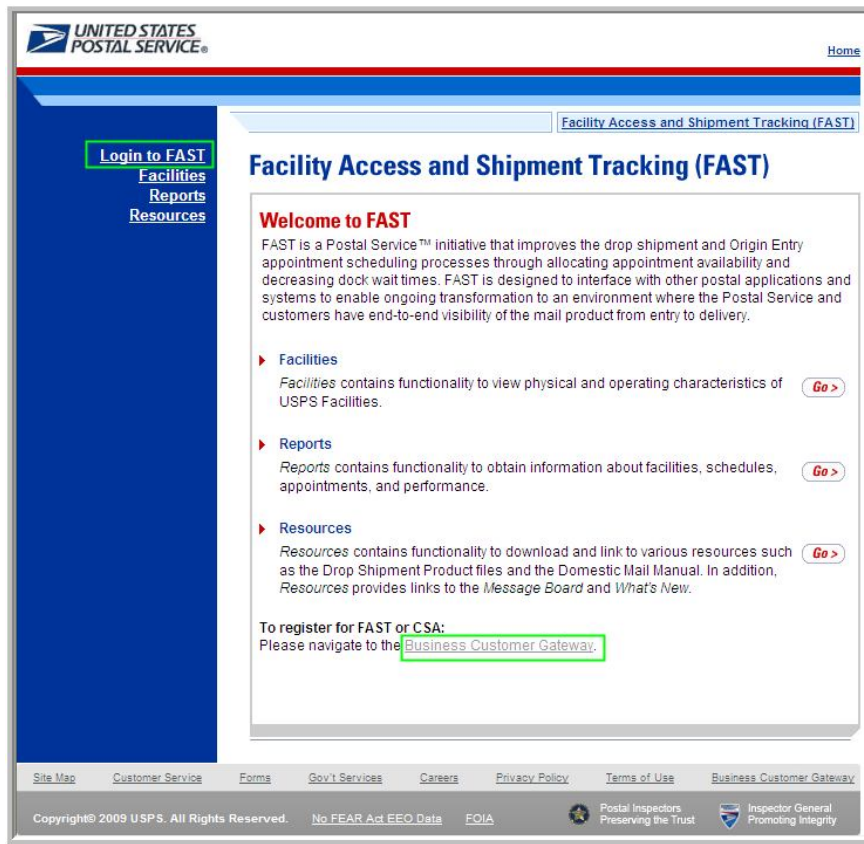 UNITED STATES
POSTAL SERVICE®
Home
Facility Access and Shipment Tracking (FAST)
Login to FAST
Facilities
Reports
Resources
Facility Access and Shipment Tracking (FAST)
Welcome to FAST
FAST is a Postal Service™ initiative that improves the drop shipment and Origin Entry
appointment scheduling processes through allocating appointment availability and
decreasing dock wait times. FAST is designed to interface with other postal applications and
systems to enable ongoing transformation to an environment where the Postal Service and
customers have end-to-end visibility of the mail product from entry to delivery.
Facilities
Facilities contains functionality to view physical and operating characteristics of
USPS Facilities.
Go >
Reports
Reports contains functionality to obtain information about facilities, schedules,
appointments, and performance.
Go >
Resources
Resources contains functionality to download and link to various resources such
as the Drop Shipment Product files and the Domestic Mail Manual. In addition,
Resources provides links to the Message Board and What's New.
Go >
To register for FAST or CSA:
Please navigate to the Business Customer Gateway.
Site Map Customer Service Forms Gov't Services Careers Privacy Policy Terms of Use Business Customer Gateway
Copyright© 2009 USPS. All Rights Reserved. No FEAR Act EEO Data FOIA
Postal Inspectors
Preserving the Trust
Inspector General
Promoting Integrity